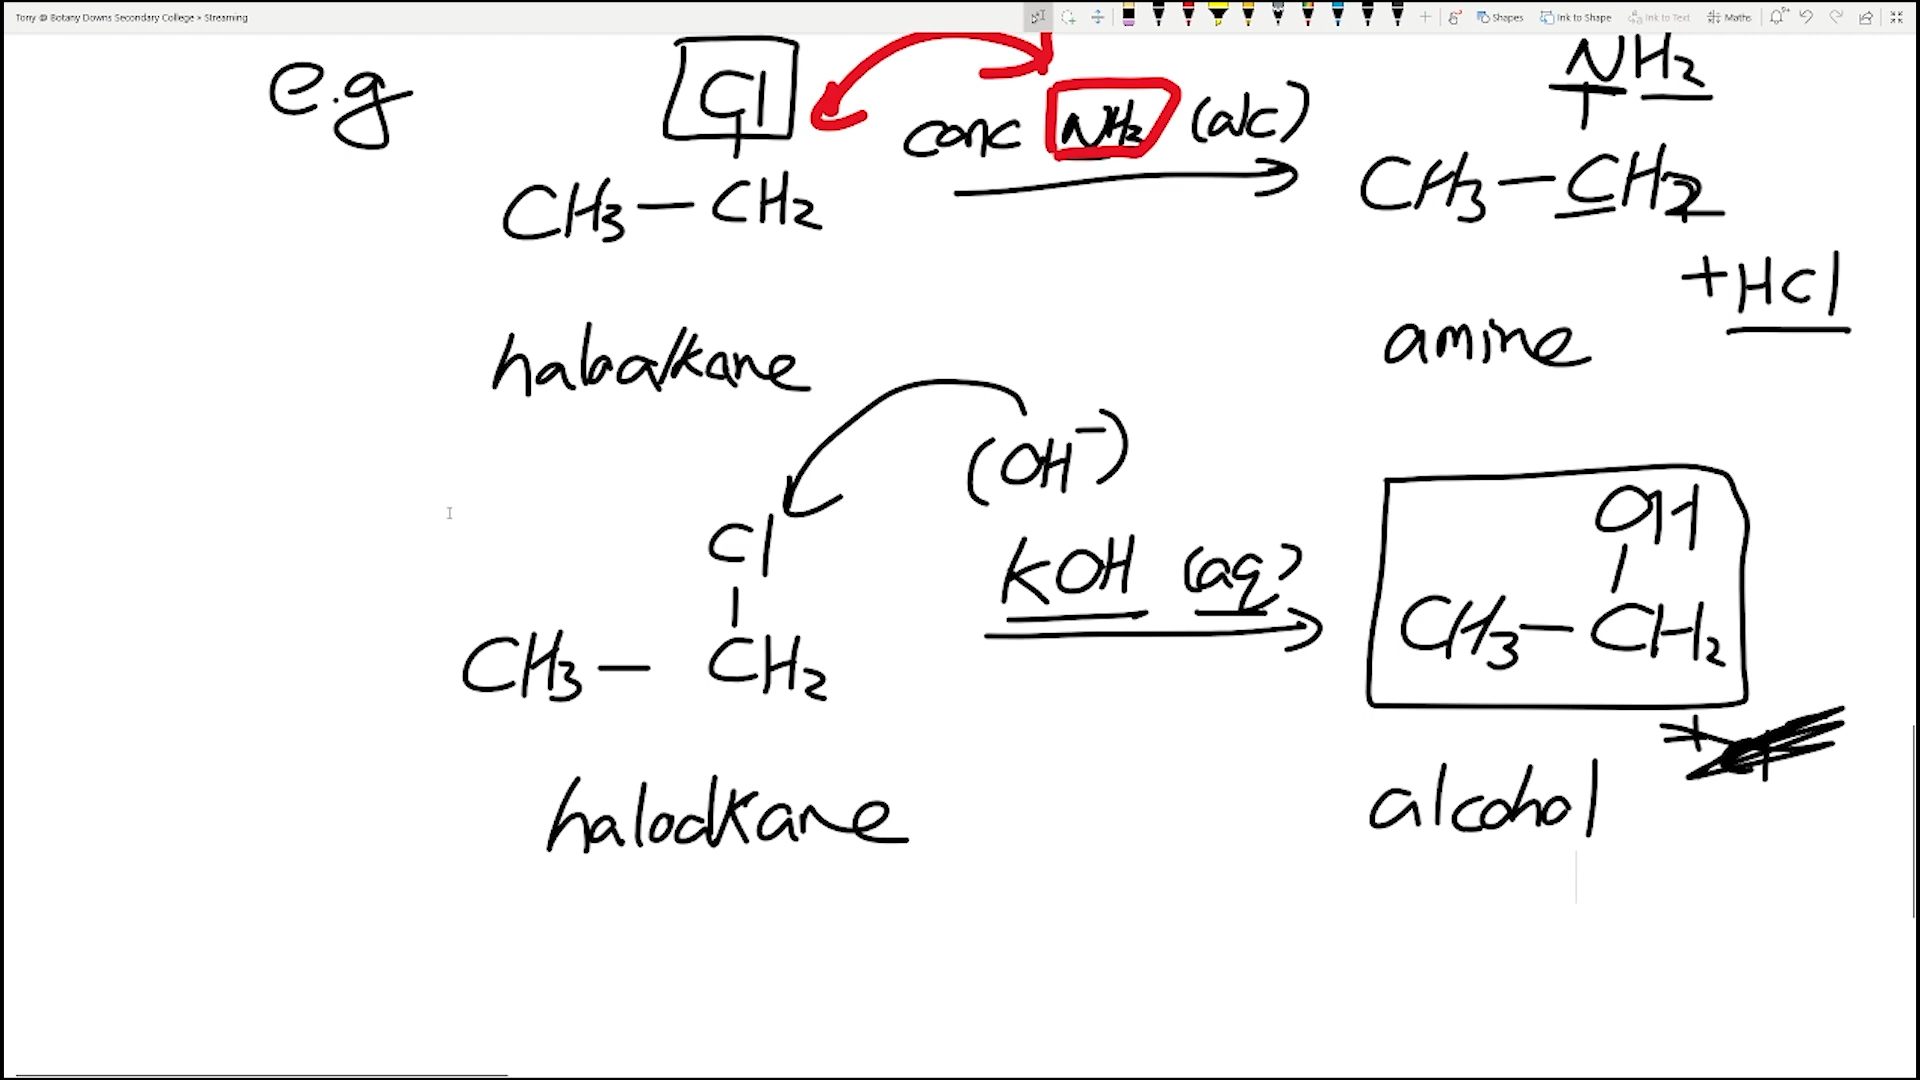 Tony @ Botany Downs Secondary College » Streaming
Shapes Ink to Shape Ink to Text Maths
e.g Cl conc NH₂ (alc) NH₂
CH₃—CH₂ CH₃—CH₂
+HCl
haloalkane amine
(OH⁻)
Cl KOH (aq) OH
CH₃— CH₂ CH₃—CH₂
+
haloalkane alcohol